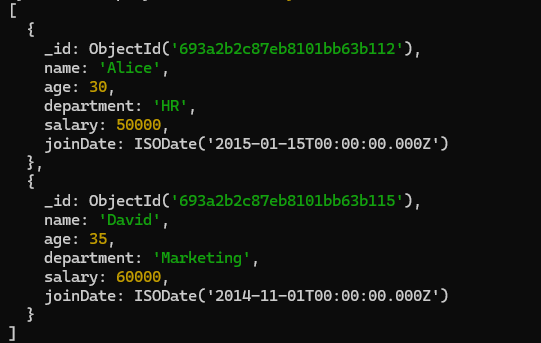 [
  {
    _id: ObjectId('693a2b2c87eb8101bb63b112'),
    name: 'Alice',
    age: 30,
    department: 'HR',
    salary: 50000,
    joinDate: ISODate('2015-01-15T00:00:00.000Z')
  },
  {
    _id: ObjectId('693a2b2c87eb8101bb63b115'),
    name: 'David',
    age: 35,
    department: 'Marketing',
    salary: 60000,
    joinDate: ISODate('2014-11-01T00:00:00.000Z')
  }
]